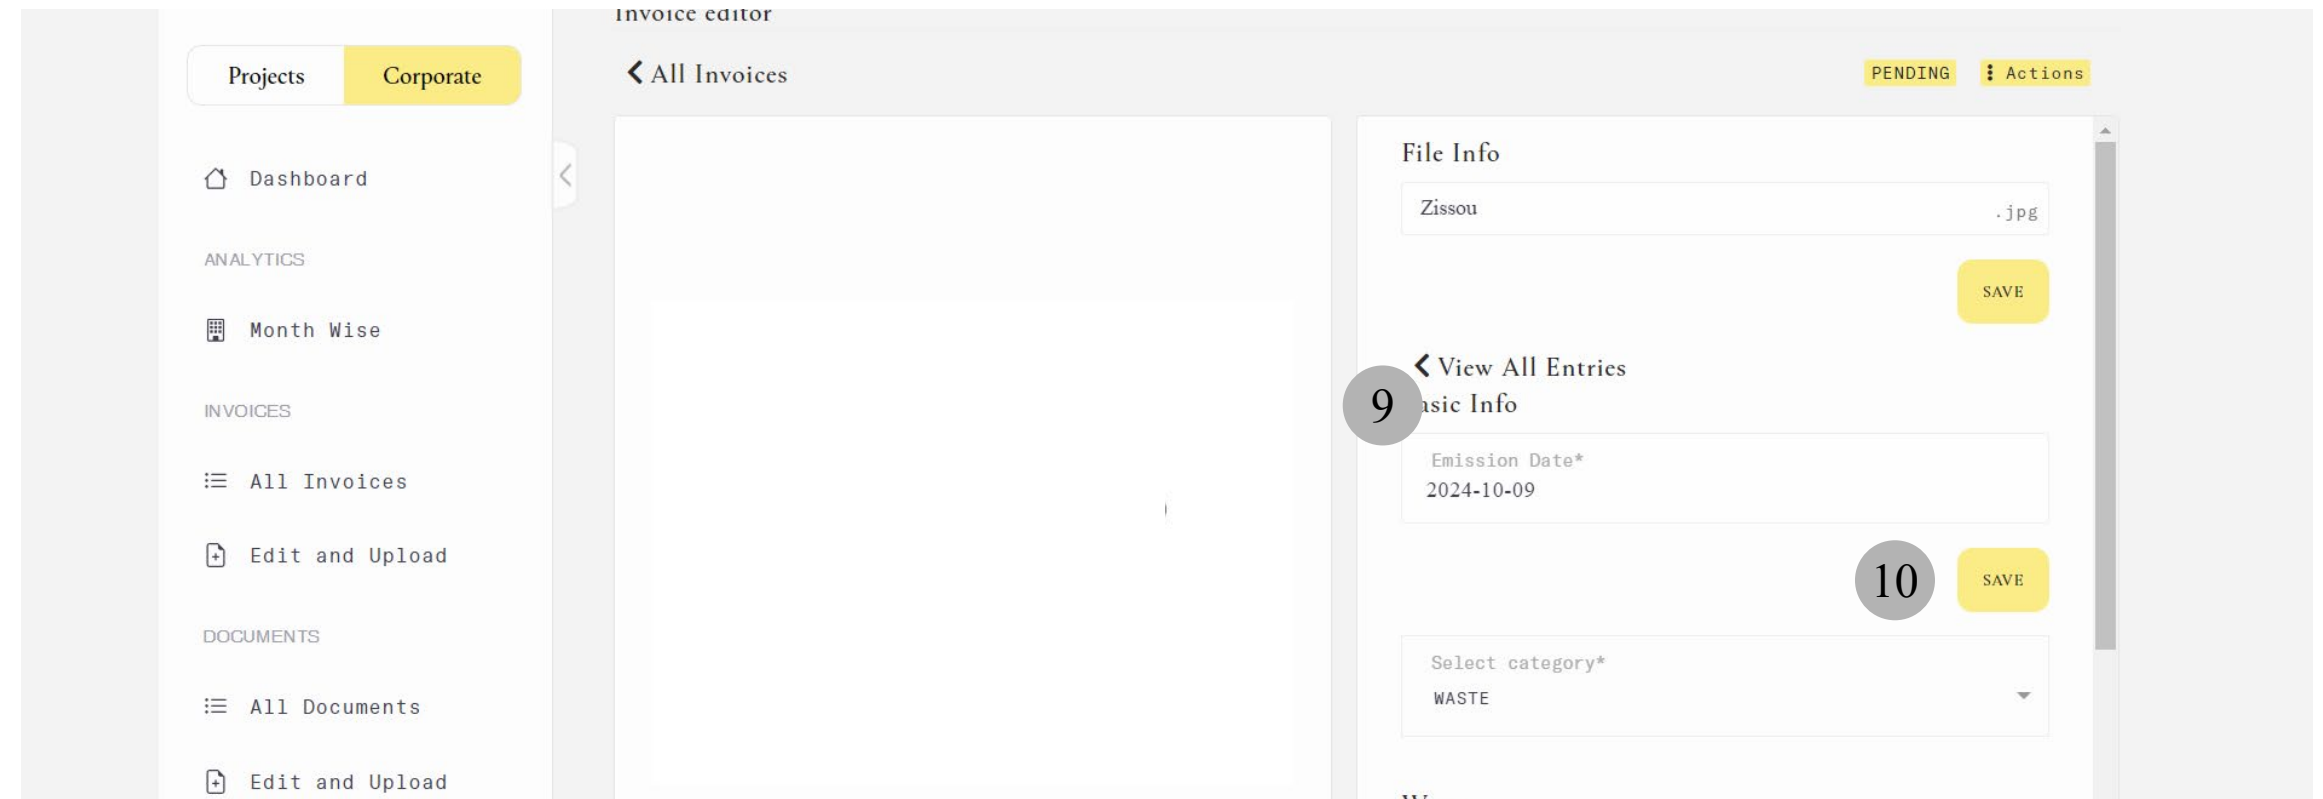 Invoice editor
Projects
Corporate
All Invoices
PENDING
Actions
Dashboard
ANALYTICS
Month Wise
INVOICES
All Invoices
Edit and Upload
DOCUMENTS
All Documents
Edit and Upload
File Info
Zissou
.jpg
SAVE
View All Entries
9
asic Info
Emission Date*
2024-10-09
10
SAVE
Select category*
WASTE